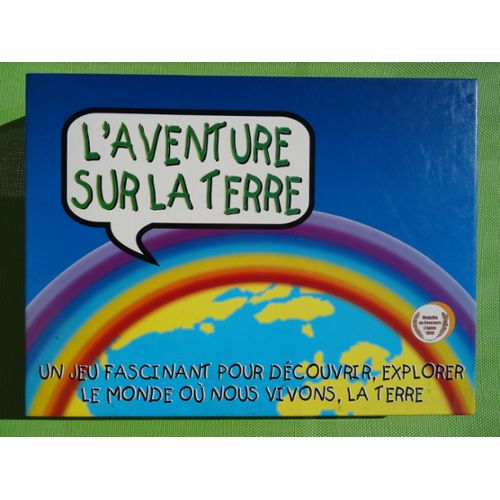 L'AVENTURE
SUR LA TERRE
Médaille
au Concours
Lépine
UN JEU FASCINANT POUR DÉCOUVRIR, EXPLORER
LE MONDE OÙ NOUS VIVONS, LA TERRE